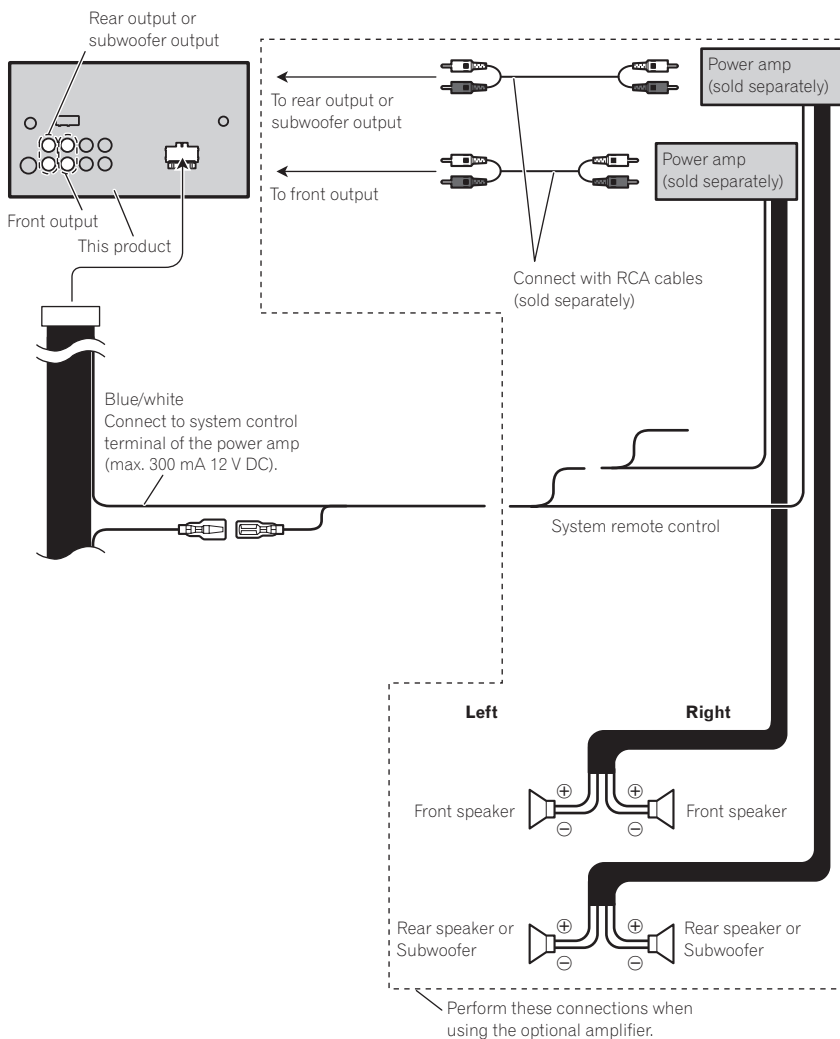 Rear output or
subwoofer output
To rear output or
subwoofer output
Power amp
(sold separately)
To front output
Power amp
(sold separately)
Front output
This product
Connect with RCA cables
(sold separately)
Blue/white
Connect to system control
terminal of the power amp
(max. 300 mA 12 V DC).
System remote control
Left
Right
Front speaker
⊕
⊖
⊕
⊖
Front speaker
Rear speaker or
Subwoofer
⊕
⊖
⊕
⊖
Rear speaker or
Subwoofer
Perform these connections when
using the optional amplifier.